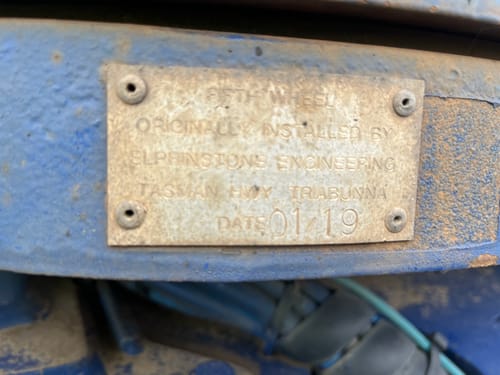 FIFTH WHEEL
ORIGINALLY INSTALLED BY
ELPHINSTONE ENGINEERING
TASMAN HWY TRIABUNNA
DATE 01/19